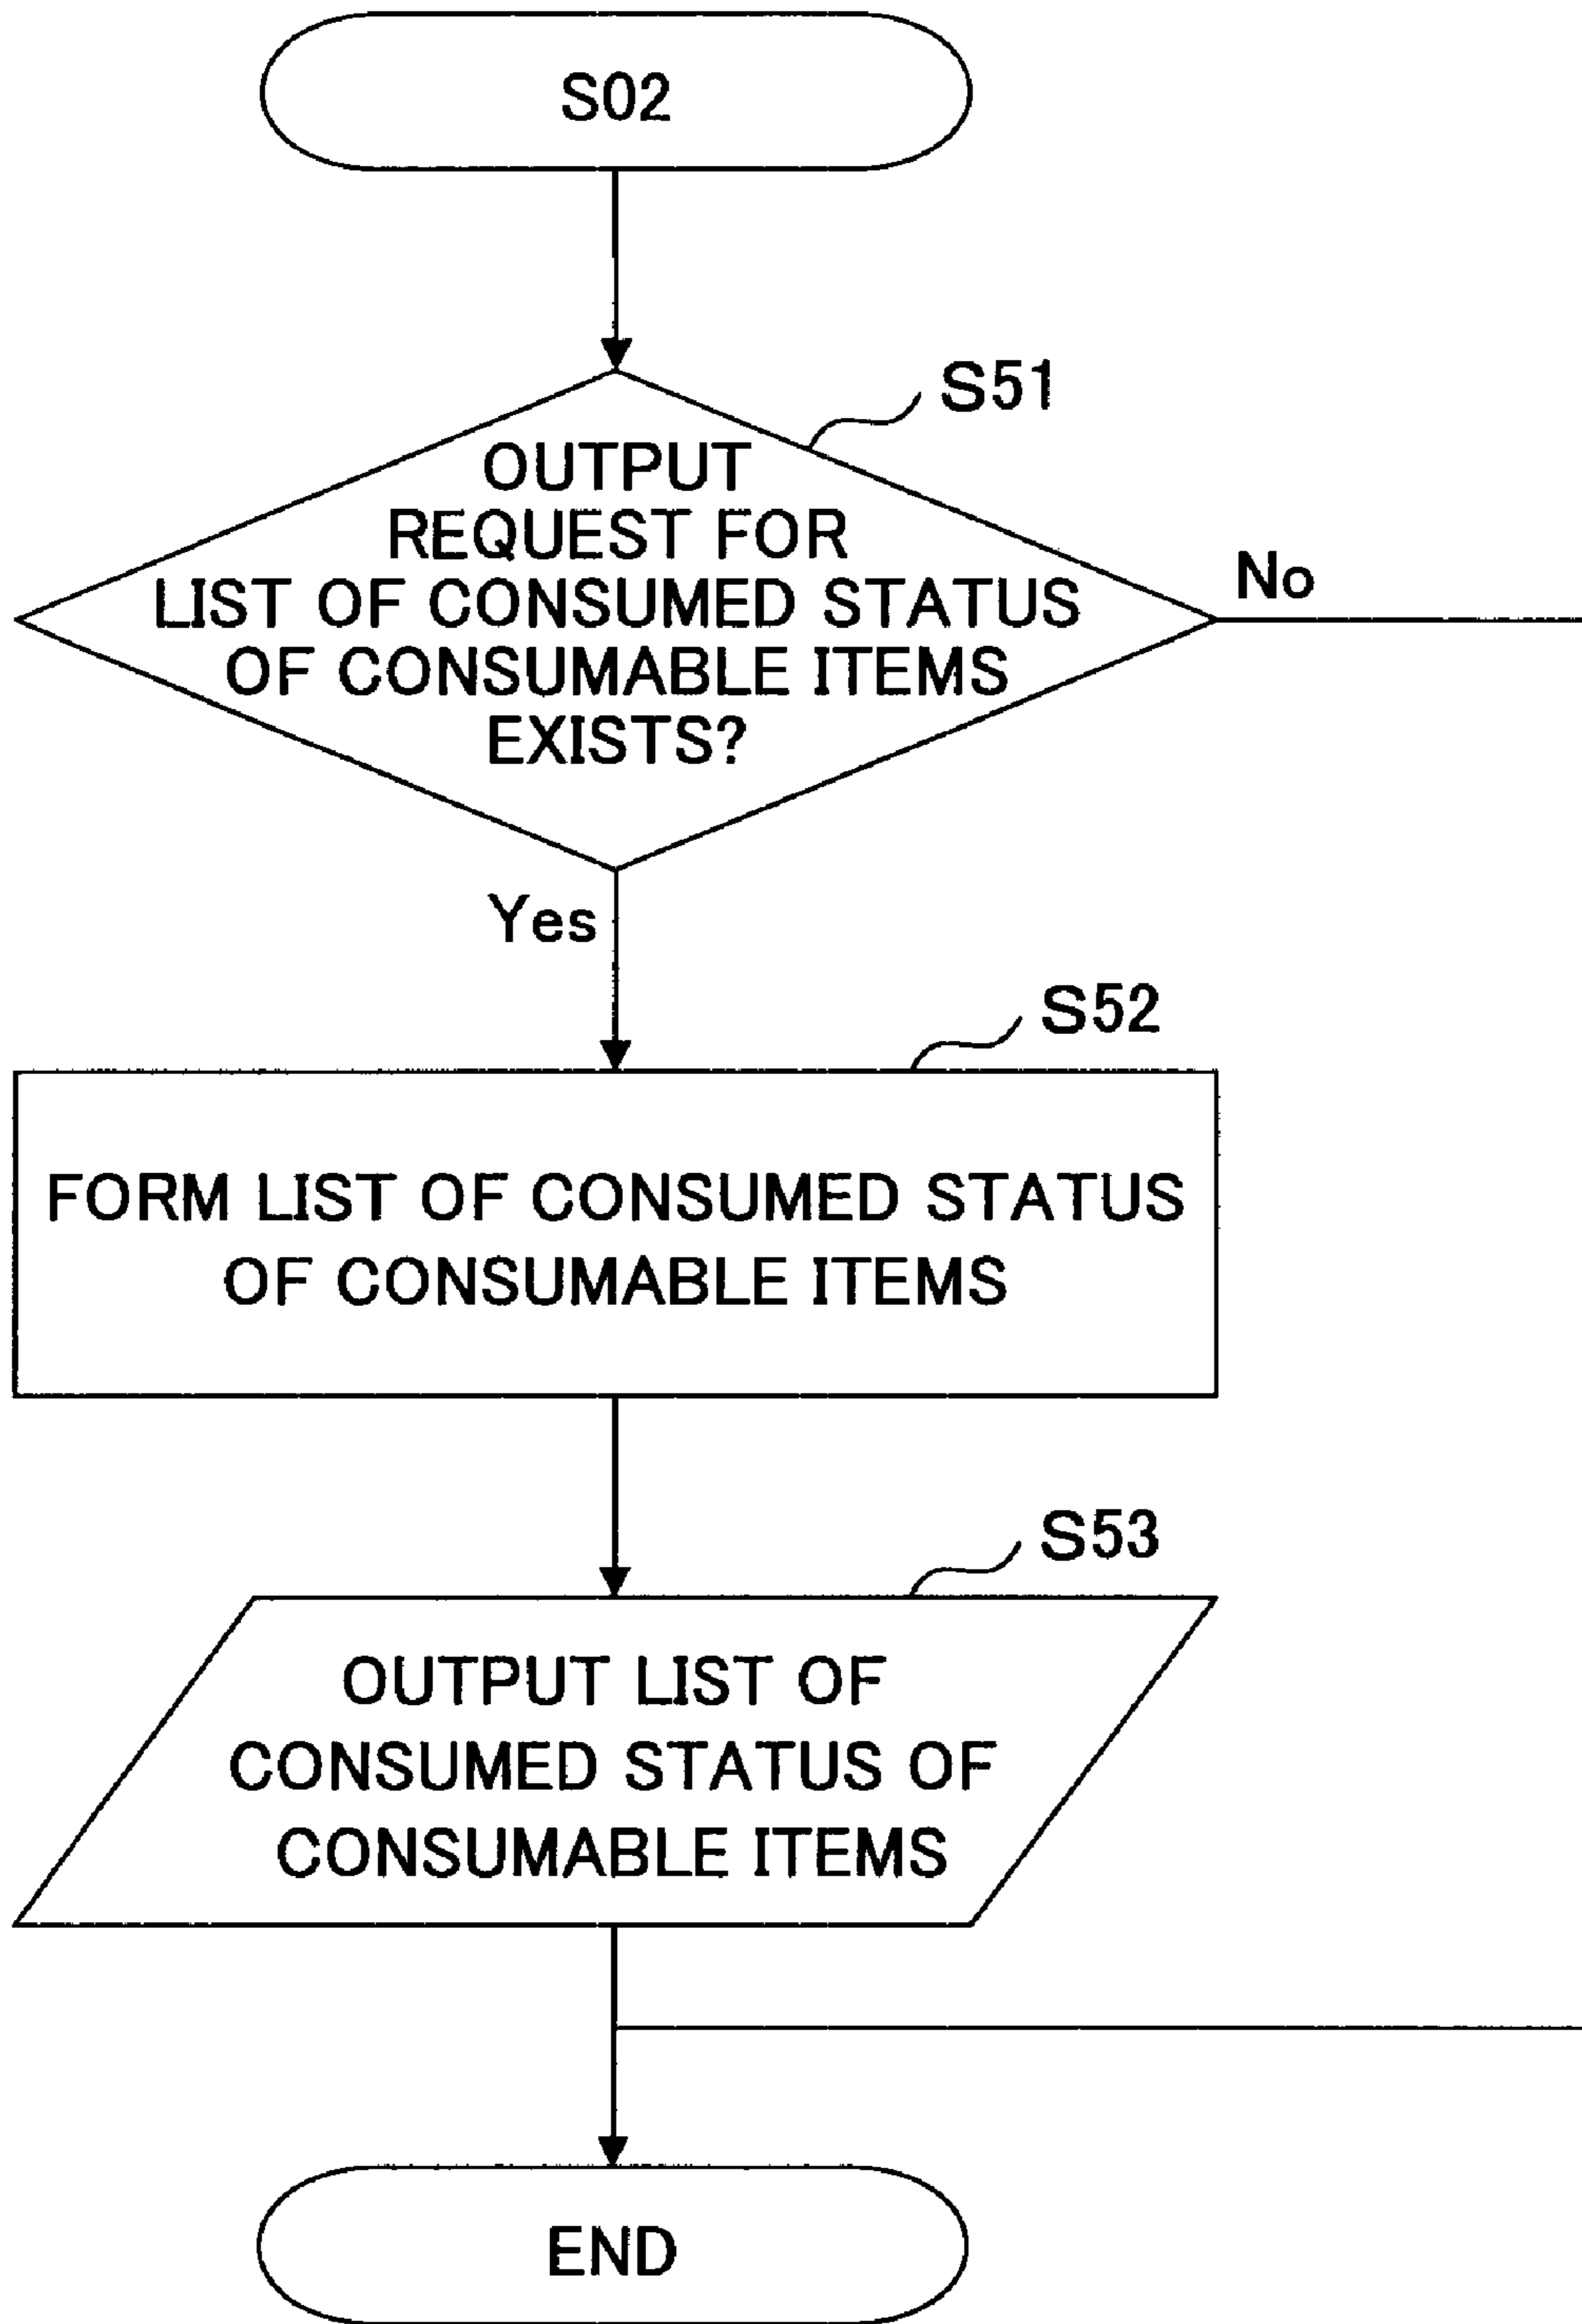 S02
S51
OUTPUT
REQUEST FOR
LIST OF CONSUMED STATUS
OF CONSUMABLE ITEMS
EXISTS?
No
Yes
S52
FORM LIST OF CONSUMED STATUS
OF CONSUMABLE ITEMS
S53
OUTPUT LIST OF
CONSUMED STATUS OF
CONSUMABLE ITEMS
END